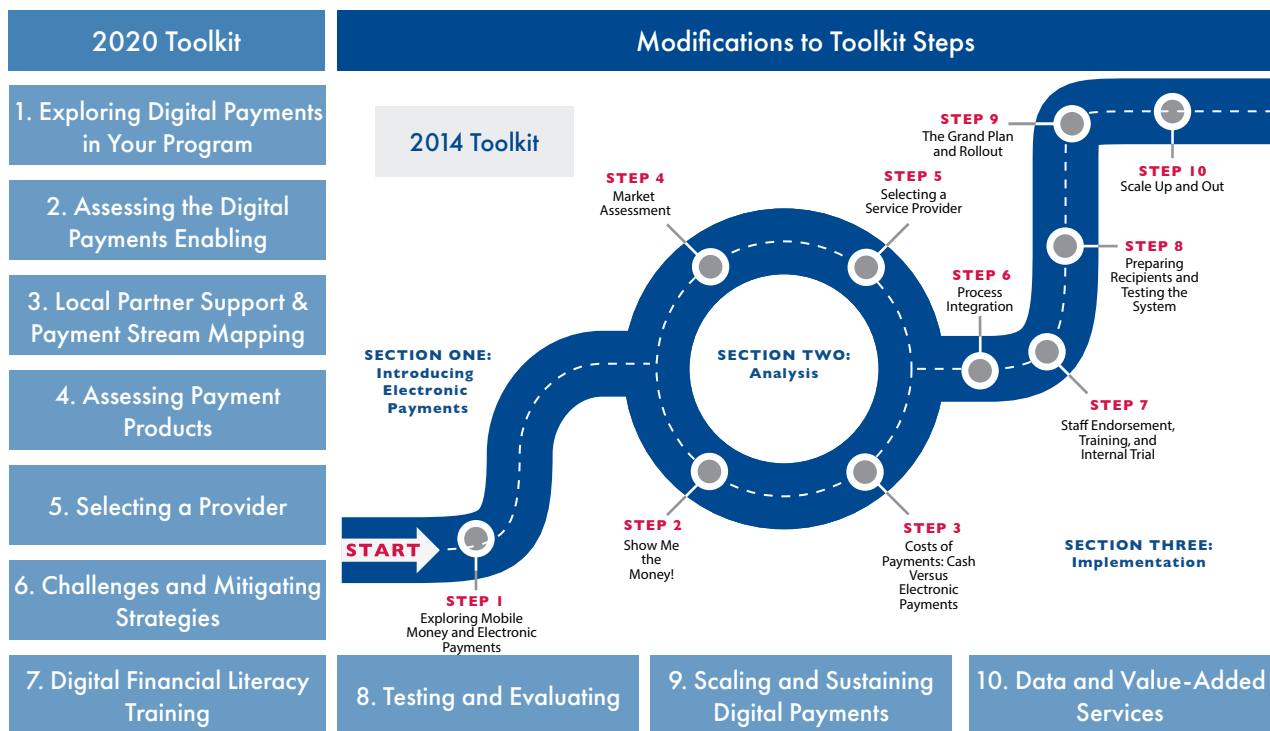 2020 Toolkit
Modifications to Toolkit Steps
1. Exploring Digital Payments
in Your Program
2. Assessing the Digital
Payments Enabling
3. Local Partner Support &
Payment Stream Mapping
4. Assessing Payment
Products
5. Selecting a Provider
6. Challenges and Mitigating
Strategies
7. Digital Financial Literacy
Training
8. Testing and Evaluating
9. Scaling and Sustaining
Digital Payments
10. Data and Value-Added
Services
2014 Toolkit
SECTION ONE:
Introducing
Electronic
Payments
START
STEP 1
Exploring Mobile
Money and Electronic
Payments
SECTION TWO:
Analysis
STEP 2
Show Me
the
Money!
STEP 3
Costs of
Payments: Cash
Versus
Electronic
Payments
STEP 4
Market
Assessment
STEP 5
Selecting a
Service Provider
SECTION THREE:
Implementation
STEP 6
Process
Integration
STEP 7
Staff Endorsement,
Training, and
Internal Trial
STEP 8
Preparing
Recipients and
Testing the
System
STEP 9
The Grand Plan
and Rollout
STEP 10
Scale Up and Out